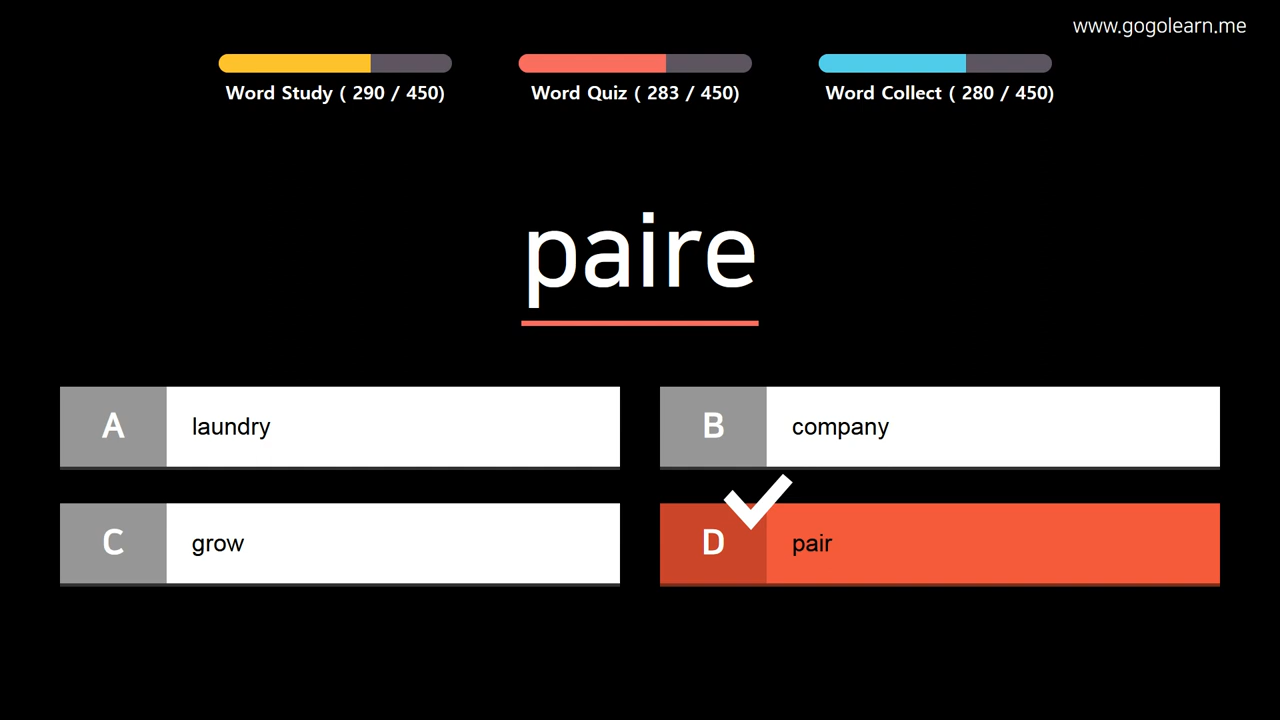 www.gogolearn.me
Word Study ( 290 / 450)
Word Quiz ( 283 / 450)
Word Collect ( 280 / 450)
paire
A laundry
B company
C grow
D pair